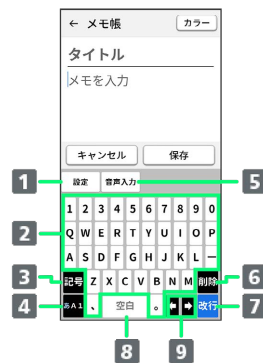 ← メモ帳 カラー
タイトル
メモを入力
キャンセル 保存
1 設定 音声入力 5
1 2 3 4 5 6 7 8 9 0
2 Q W E R T Y U I O P
A S D F G H J K L ー
3 記号 Z X C V B N M 削除 6
4 あA1 、 空白 。 ⬅ ➡ 改行 7
8 9